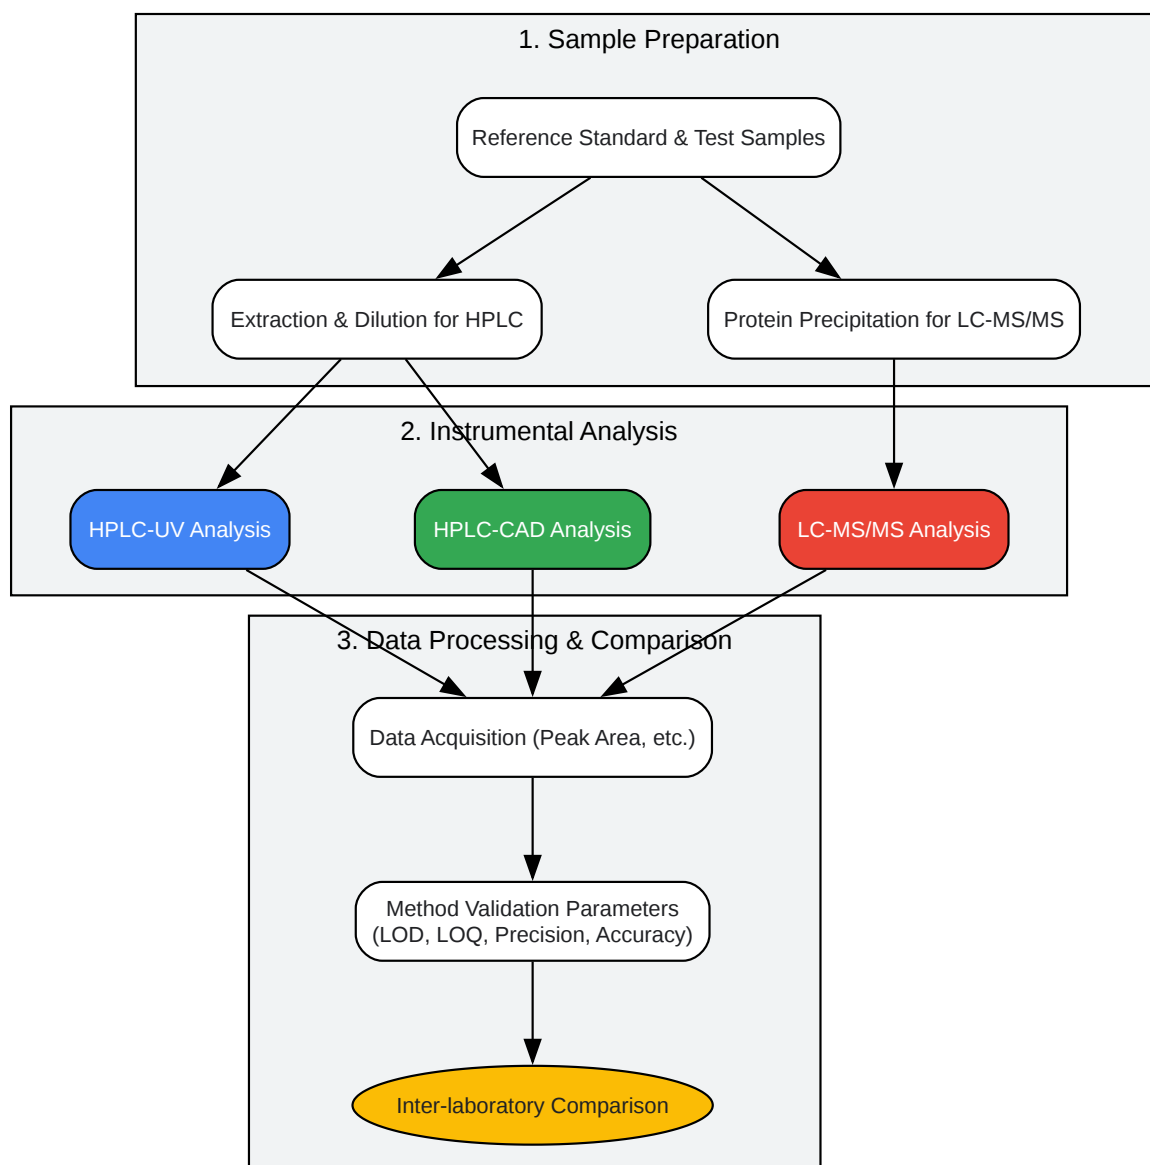 1. Sample Preparation
Reference Standard & Test Samples
Extraction & Dilution for HPLC
Protein Precipitation for LC-MS/MS
2. Instrumental Analysis
HPLC-UV Analysis
HPLC-CAD Analysis
LC-MS/MS Analysis
3. Data Processing & Comparison
Data Acquisition (Peak Area, etc.)
Method Validation Parameters
(LOD, LOQ, Precision, Accuracy)
Inter-laboratory Comparison